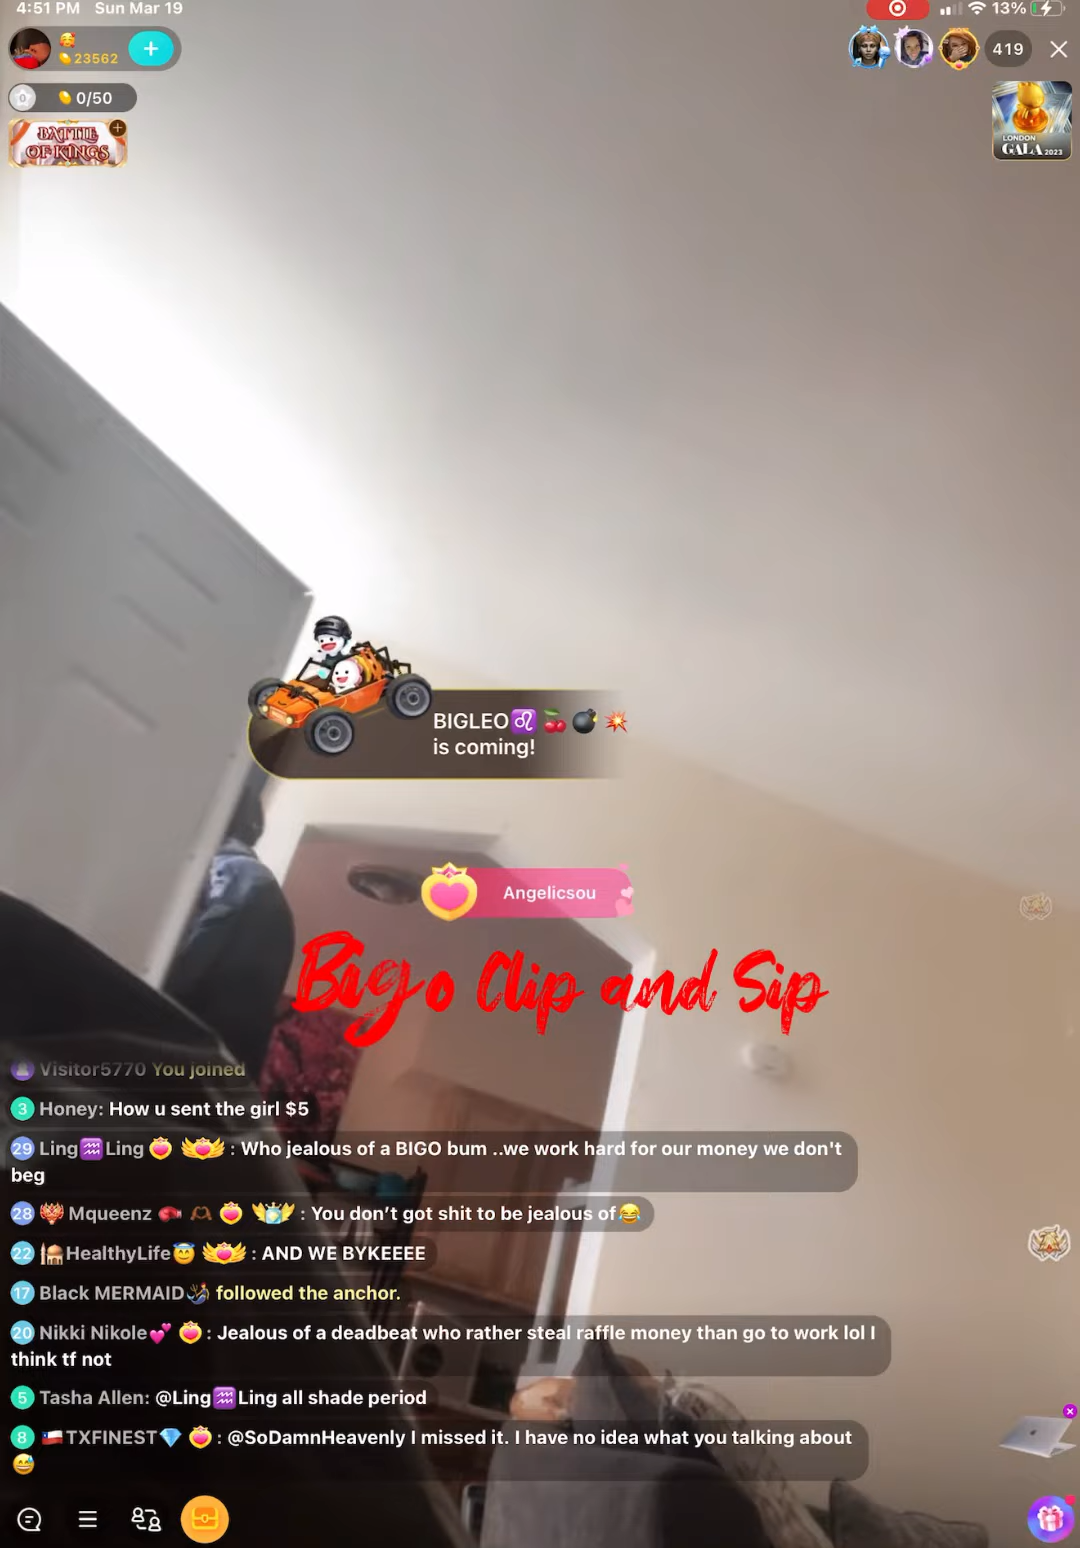 4:51 PM Sun Mar 19
13%
🥰
23562
+
419
0
0/50
BATTLE
OF KINGS
LONDON
GALA 2023
BIGLEO♌🍒💣💥
is coming!
Angelicsou
Bigo Clip and Sip
Visitor5770 You joined
3 Honey: How u sent the girl $5
29 Ling♒Ling : Who jealous of a BIGO bum ..we work hard for our money we don't
beg
28 Mqueenz : You don’t got shit to be jealous of😂
22 HealthyLife😇 : AND WE BYKEEEE
17 Black MERMAID followed the anchor.
20 Nikki Nikole💕 : Jealous of a deadbeat who rather steal raffle money than go to work lol I
think tf not
5 Tasha Allen: @Ling♒Ling all shade period
8 🇨🇱TXFINEST💎 : @SoDamnHeavenly I missed it. I have no idea what you talking about
😅